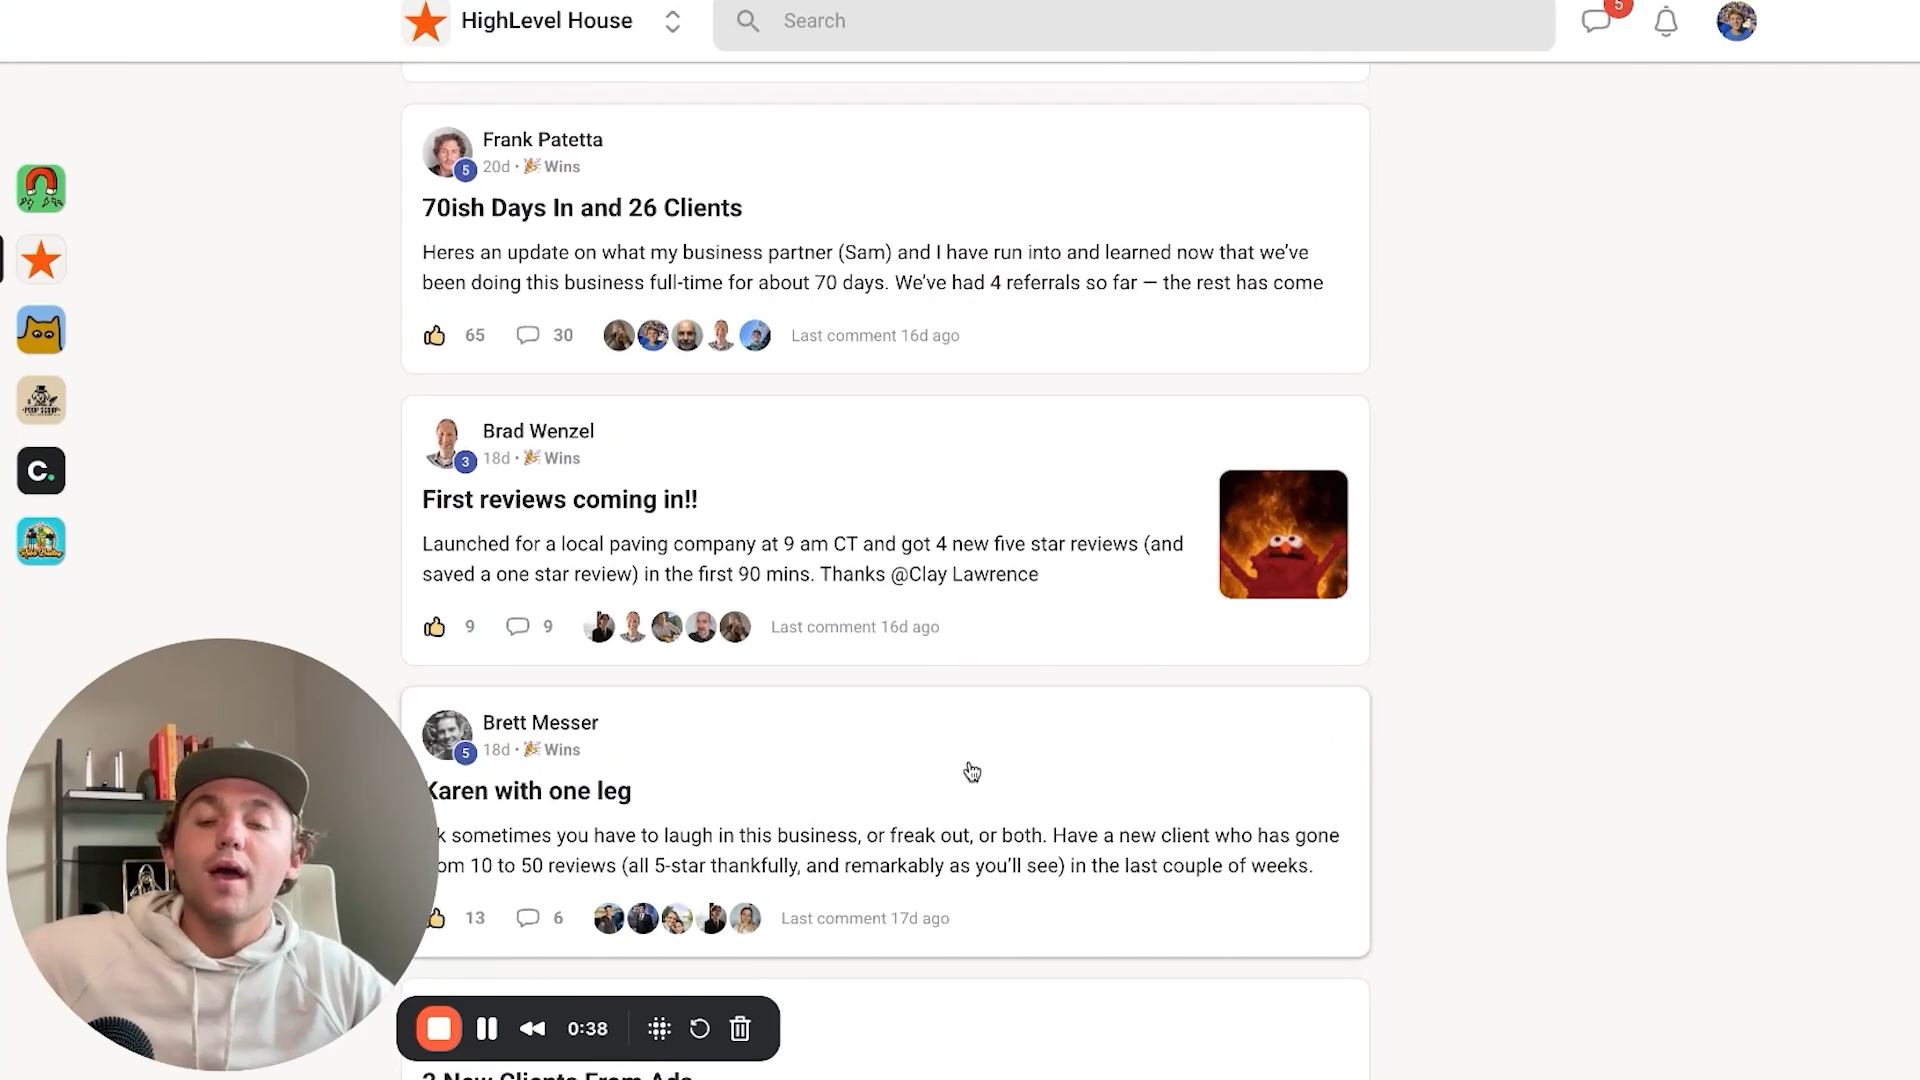 HighLevel House
Search
5
Frank Patetta
5
20d • Wins
70ish Days In and 26 Clients
Heres an update on what my business partner (Sam) and I have run into and learned now that we've
been doing this business full-time for about 70 days. We've had 4 referrals so far — the rest has come
65 30 Last comment 16d ago
Brad Wenzel
3
18d • Wins
First reviews coming in!!
Launched for a local paving company at 9 am CT and got 4 new five star reviews (and
saved a one star review) in the first 90 mins. Thanks @Clay Lawrence
9 9 Last comment 16d ago
Brett Messer
5
18d • Wins
Karen with one leg
k sometimes you have to laugh in this business, or freak out, or both. Have a new client who has gone
om 10 to 50 reviews (all 5-star thankfully, and remarkably as you'll see) in the last couple of weeks.
13 6 Last comment 17d ago
0:38
New Clients From Ads
POOP SCOOP
C.